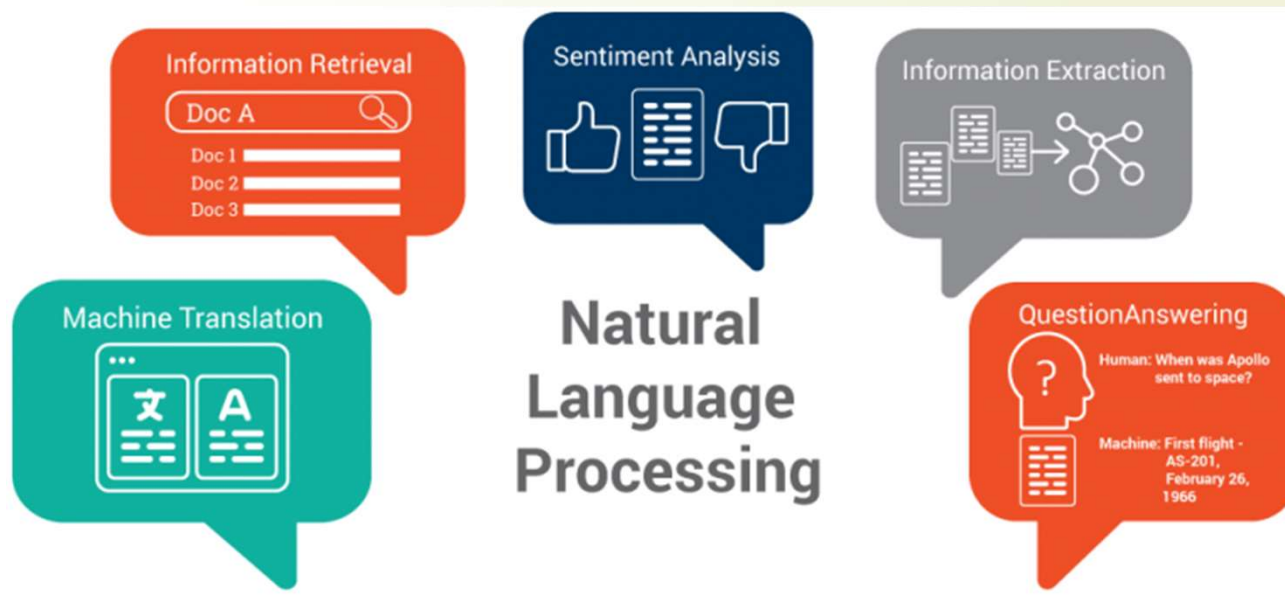 Information Retrieval
Doc A
Doc 1
Doc 2
Doc 3
Sentiment Analysis
Information Extraction
Machine Translation
文 A
Natural
Language
Processing
QuestionAnswering
?
Human: When was Apollo
sent to space?
Machine: First flight -
AS-201,
February 26,
1966